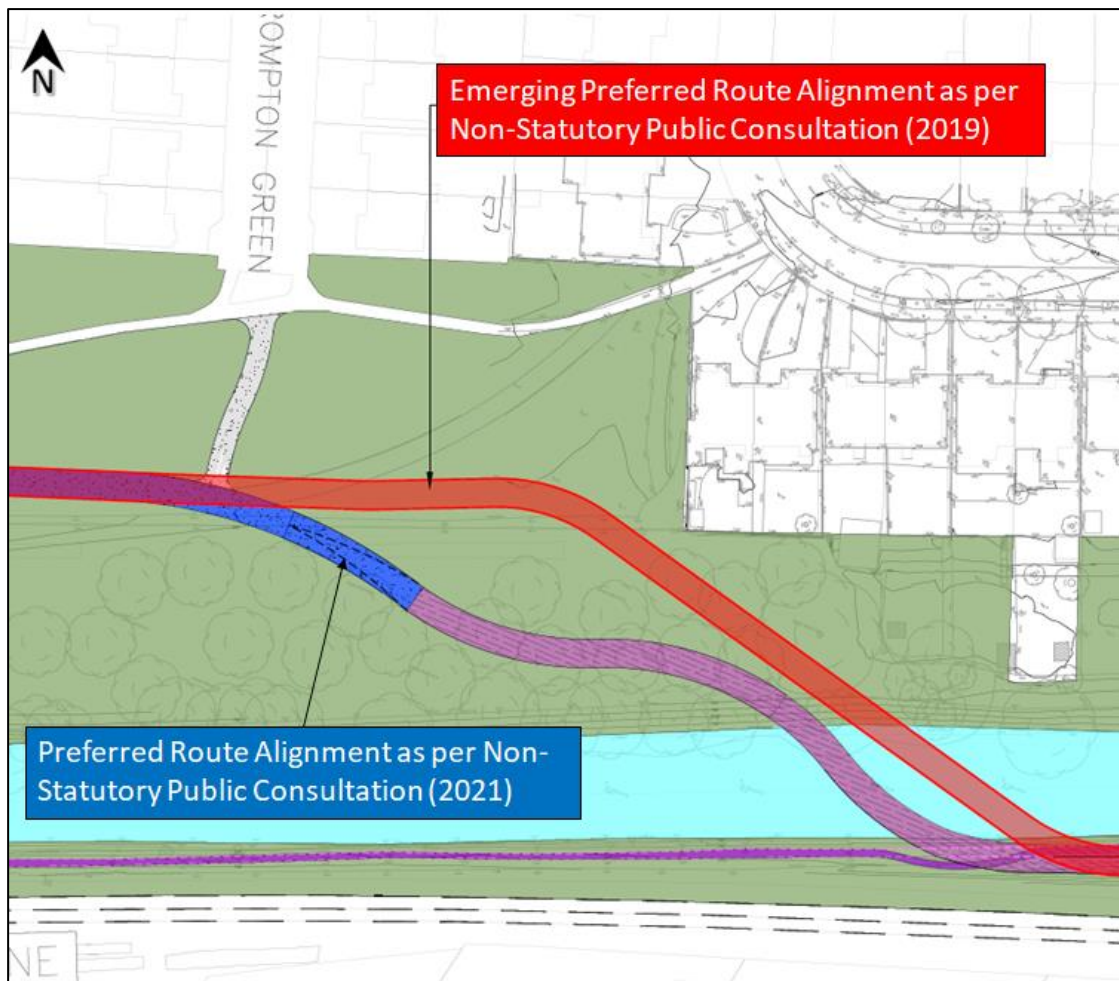 N
ROMPTON GREEN
Emerging Preferred Route Alignment as per
Non-Statutory Public Consultation (2019)
Preferred Route Alignment as per Non-
Statutory Public Consultation (2021)
NE